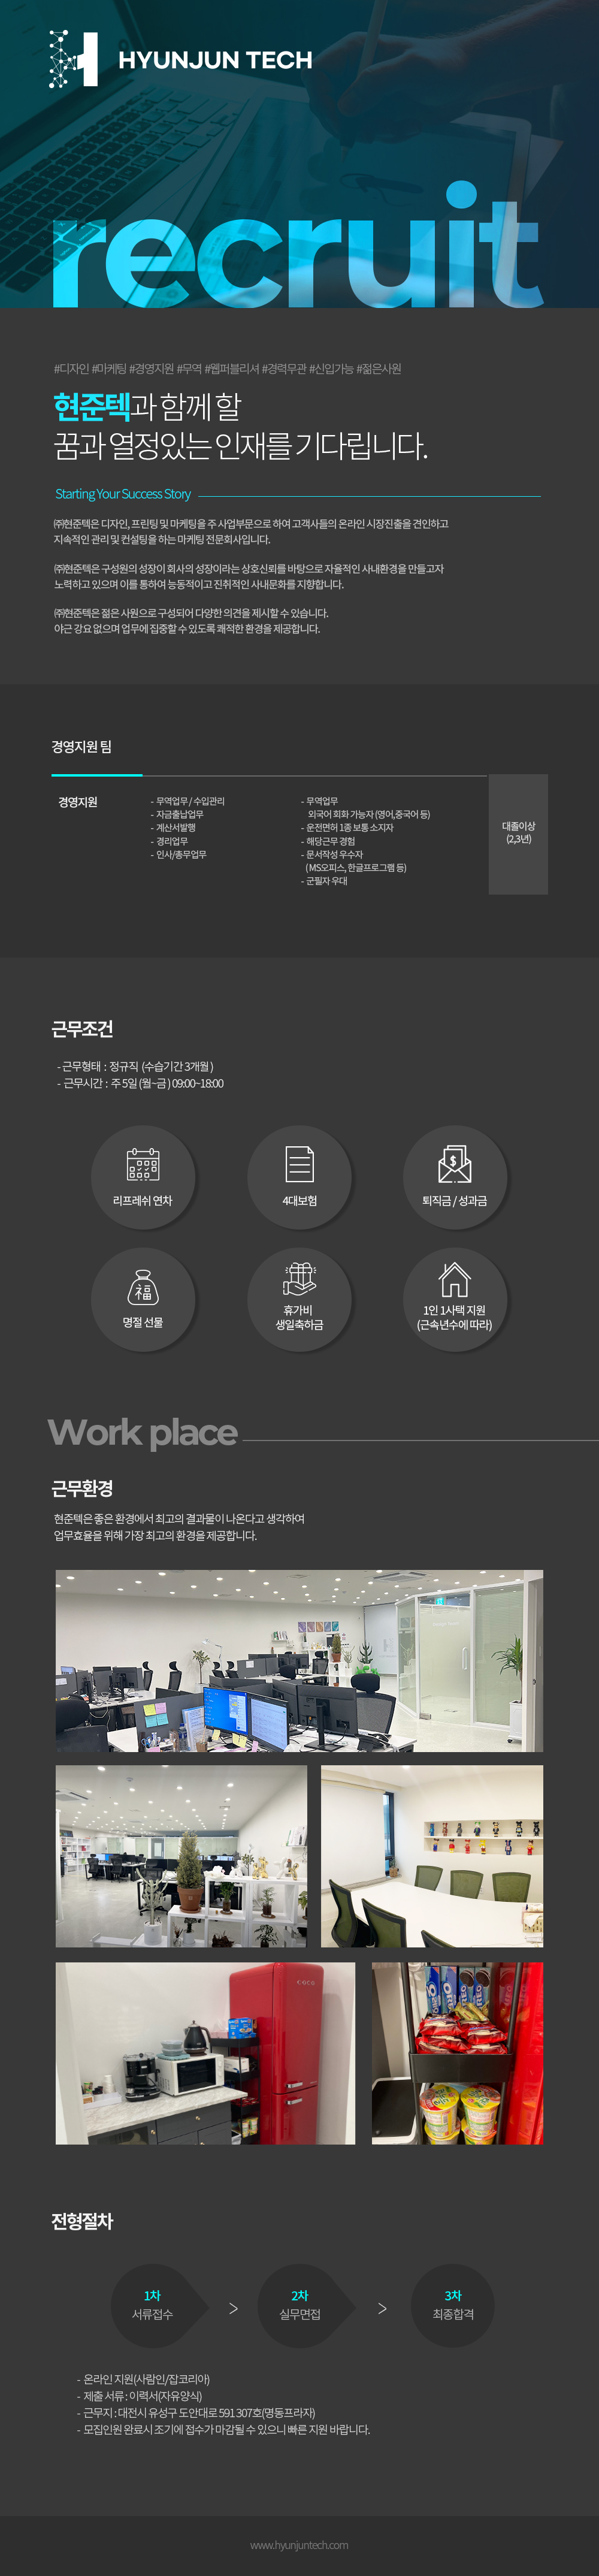 HYUNJUN TECH
recruit
#디자인 #마케팅 #경영지원 #무역 #웹퍼블리셔 #경력무관 #신입가능 #젊은사원
현준텍과 함께 할
꿈과 열정있는 인재를 기다립니다.
Starting Your Success Story
㈜현준텍은 디자인, 프린팅 및 마케팅을 주 사업부문으로 하여 고객사들의 온라인 시장진출을 견인하고
지속적인 관리 및 컨설팅을 하는 마케팅 전문회사입니다.
㈜현준텍은 구성원의 성장이 회사의 성장이라는 상호신뢰를 바탕으로 자율적인 사내환경을 만들고자
노력하고 있으며 이를 통하여 능동적이고 진취적인 사내문화를 지향합니다.
㈜현준텍은 젊은 사원으로 구성되어 다양한 의견을 제시할 수 있습니다.
야근 강요 없으며 업무에 집중할 수 있도록 쾌적한 환경을 제공합니다.
경영지원 팀
경영지원
- 무역업무 / 수입관리
- 자금출납업무
- 계산서발행
- 경리업무
- 인사/총무업무
- 무역업무
외국어 회화 가능자 (영어,중국어 등)
- 운전면허 1종 보통 소지자
- 해당근무 경험
- 문서작성 우수자
( MS오피스, 한글프로그램 등)
- 군필자 우대
대졸이상
(2,3년)
근무조건
- 근무형태 : 정규직 (수습기간 3개월 )
- 근무시간 : 주 5일 (월~금 ) 09:00~18:00
리프레쉬 연차
4대보험
퇴직금 / 성과금
福
명절 선물
휴가비
생일축하금
1인 1사택 지원
(근속년수에 따라)
Work place
근무환경
현준텍은 좋은 환경에서 최고의 결과물이 나온다고 생각하여
업무효율을 위해 가장 최고의 환경을 제공합니다.
전형절차
1차
서류접수
>
2차
실무면접
>
3차
최종합격
- 온라인 지원(사람인/잡코리아)
- 제출 서류 : 이력서(자유양식)
- 근무지 : 대전시 유성구 도안대로 591 307호(명동프라자)
- 모집인원 완료시 조기에 접수가 마감될 수 있으니 빠른 지원 바랍니다.
www.hyunjuntech.com